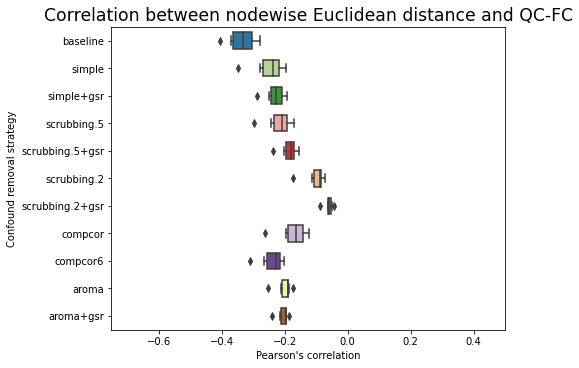 Correlation between nodewise Euclidean distance and QC-FC
Confound removal strategy
baseline
simple
simple+gsr
scrubbing.5
scrubbing.5+gsr
scrubbing.2
scrubbing.2+gsr
compcor
compcor6
aroma
aroma+gsr
−0.6 −0.4 −0.2 0.0 0.2 0.4
Pearson's correlation